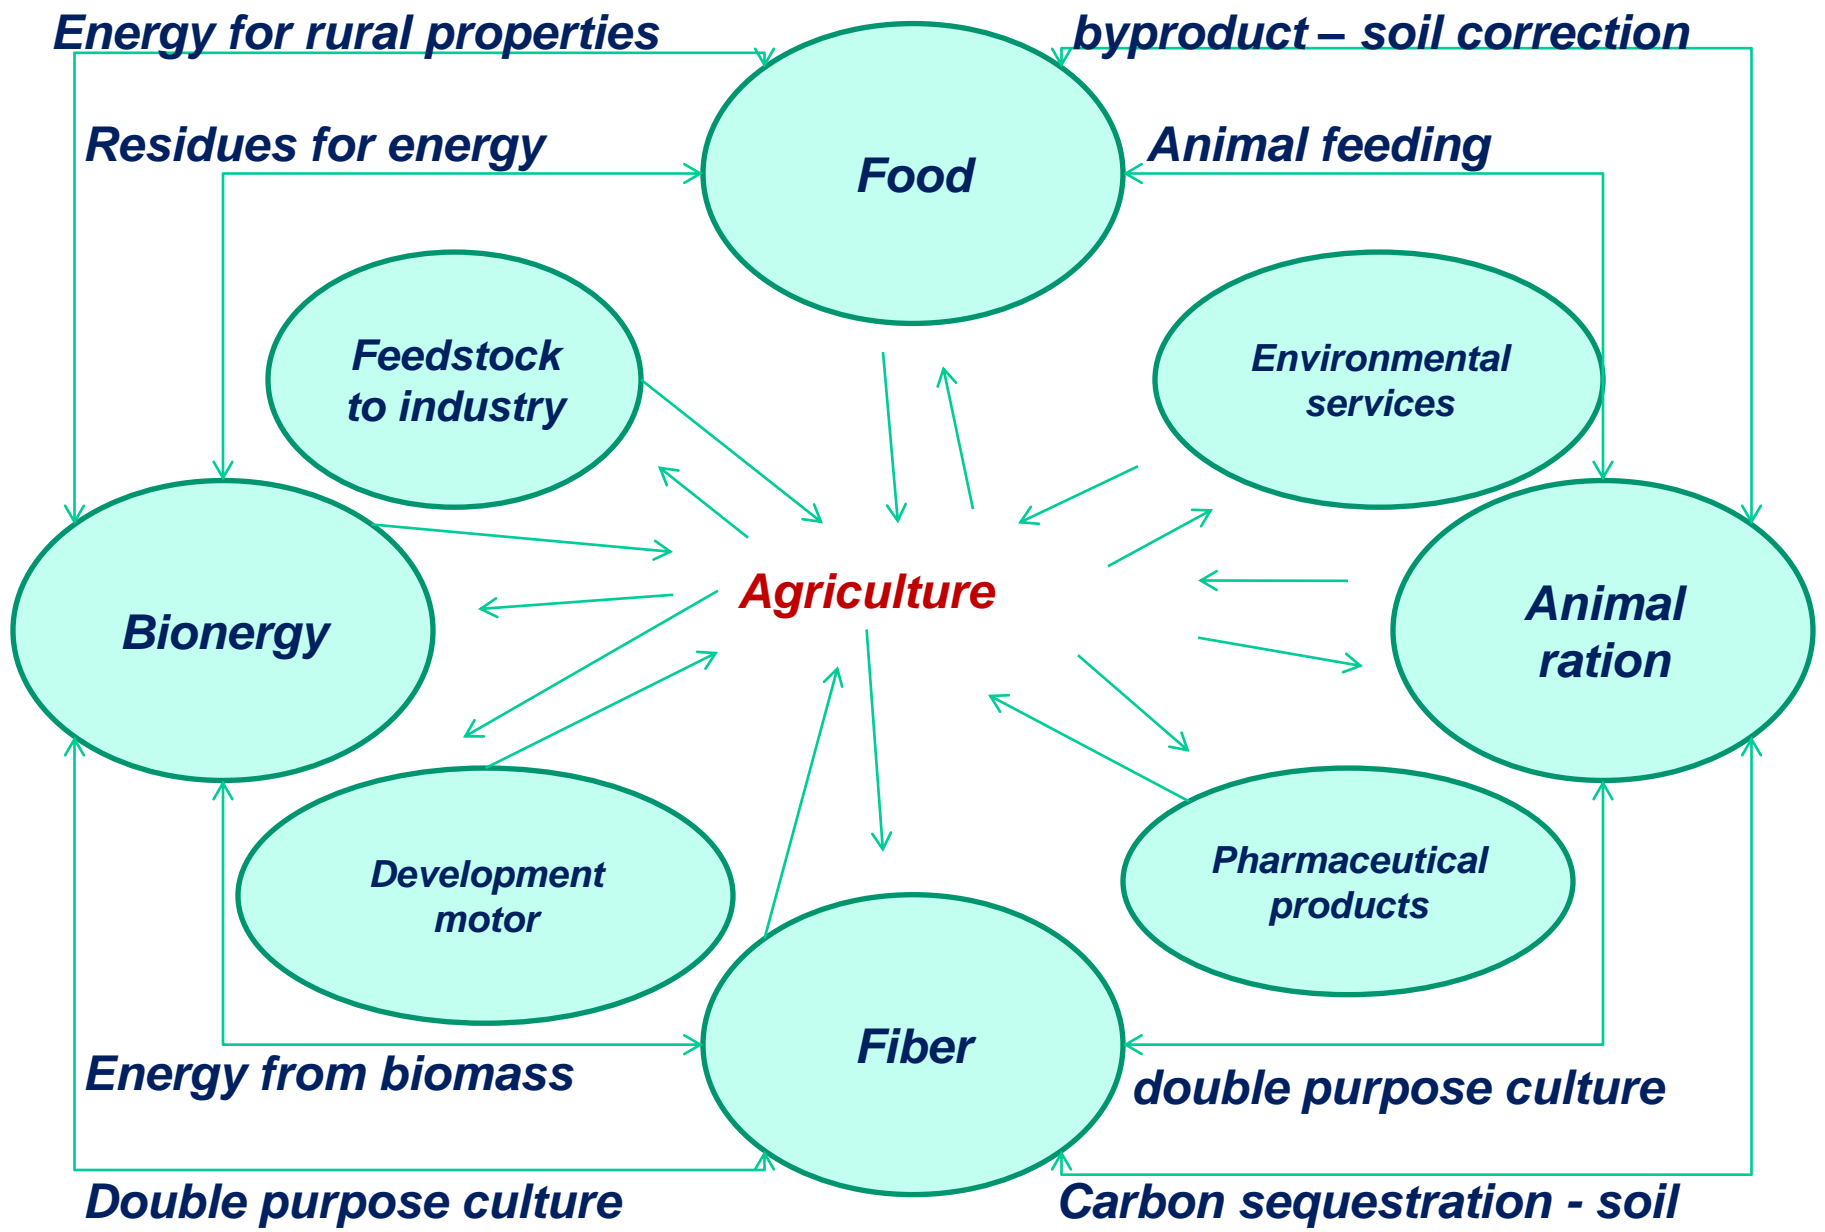 Energy for rural properties
byproduct – soil correction
Residues for energy
Animal feeding
Food
Feedstock
to industry
Environmental
services
Agriculture
Bionergy
Animal
ration
Development
motor
Pharmaceutical
products
Fiber
Energy from biomass
double purpose culture
Double purpose culture
Carbon sequestration - soil